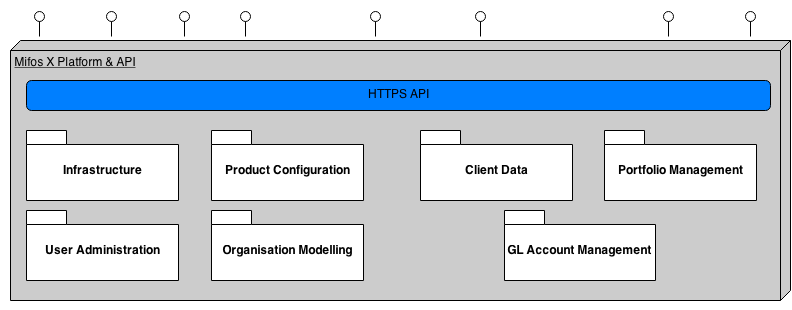 Mifos X Platform & API
HTTPS API
Infrastructure
Product Configuration
Client Data
Portfolio Management
User Administration
Organisation Modelling
GL Account Management